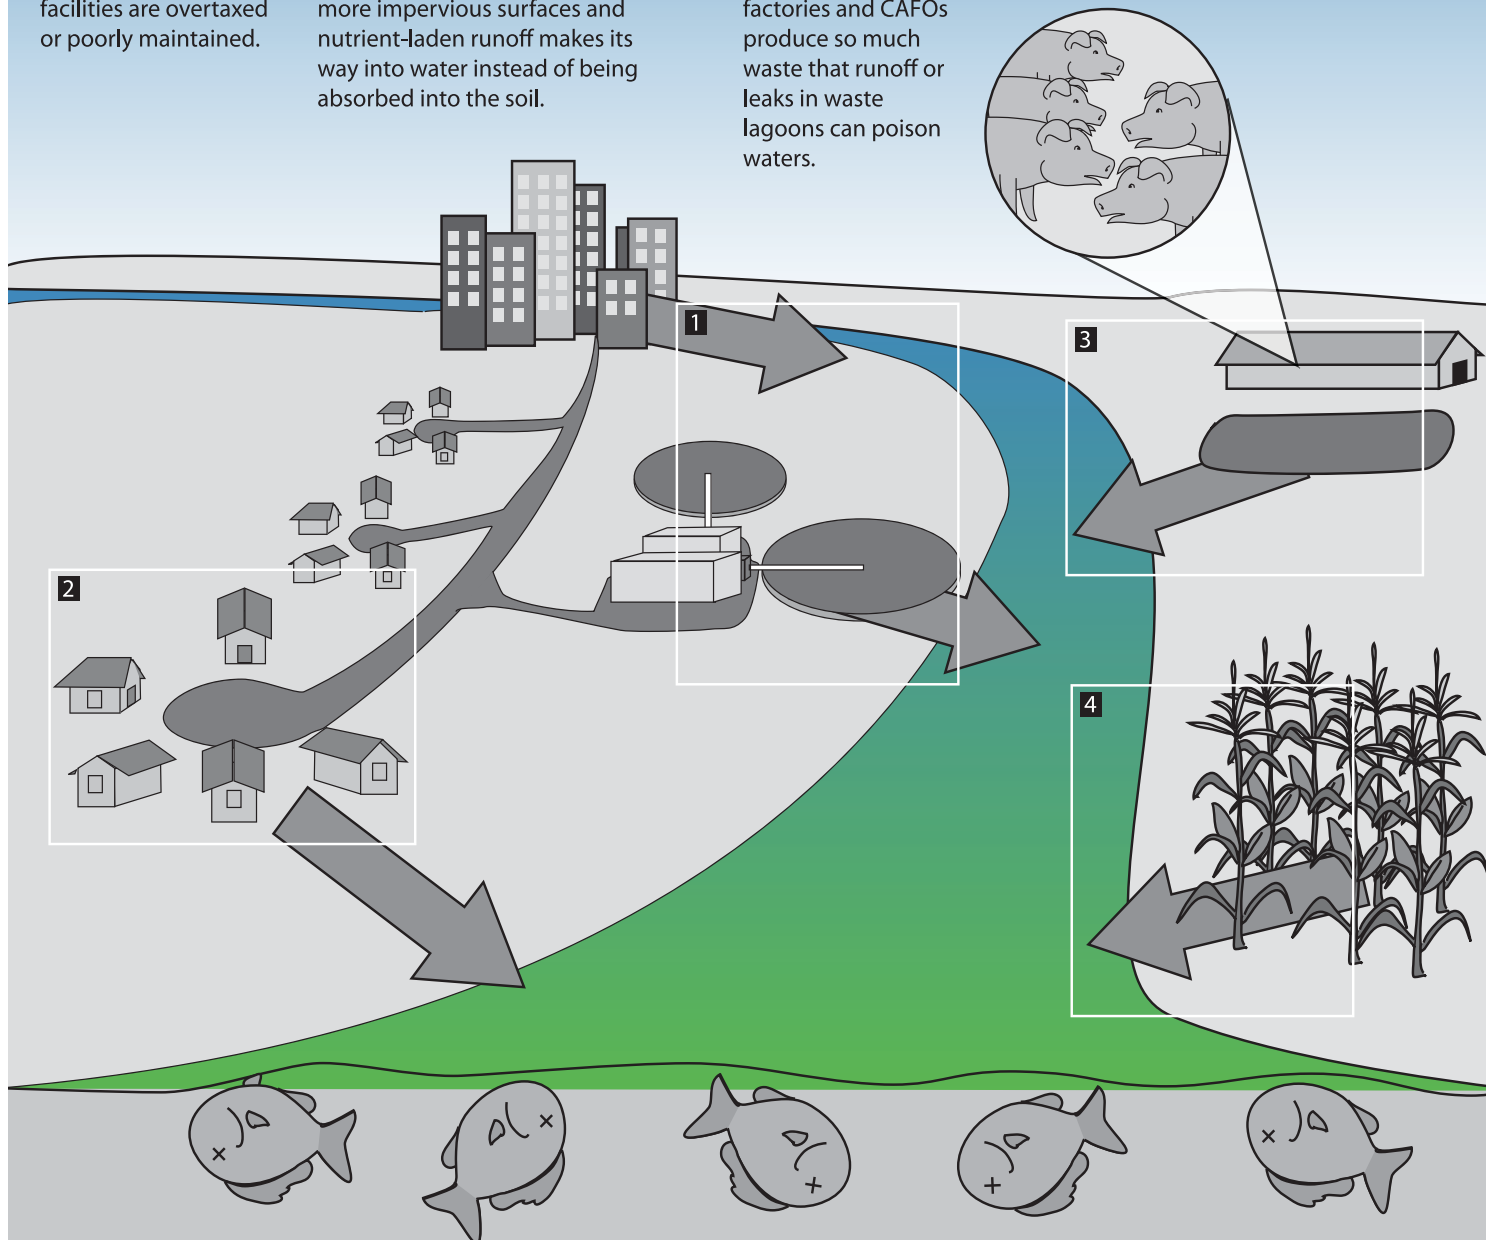 facilities are overtaxed
or poorly maintained.
more impervious surfaces and
nutrient-laden runoff makes its
way into water instead of being
absorbed into the soil.
factories and CAFOs
produce so much
waste that runoff or
leaks in waste
lagoons can poison
waters.
1
3
2
4